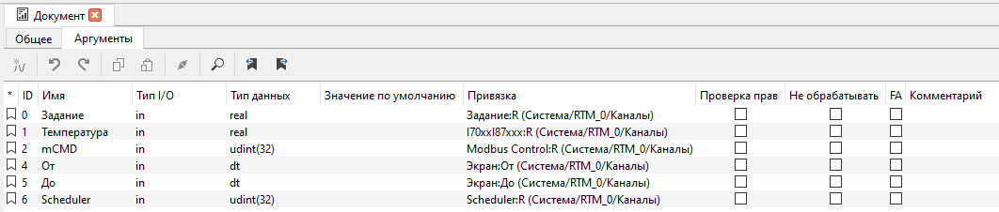 Документ
Общее Аргументы
* ID Имя Тип I/O Тип данных Значение по умолчанию Привязка Проверка прав Не обрабатывать FA Комментарий
0 Задание in real Задание:R (Система/RTM_0/Каналы)
1 Температура in real I70xxI87xxx:R (Система/RTM_0/Каналы)
2 mCMD in udint(32) Modbus Control:R (Система/RTM_0/Каналы)
4 От in dt Экран:От (Система/RTM_0/Каналы)
5 До in dt Экран:До (Система/RTM_0/Каналы)
6 Scheduler in udint(32) Scheduler:R (Система/RTM_0/Каналы)